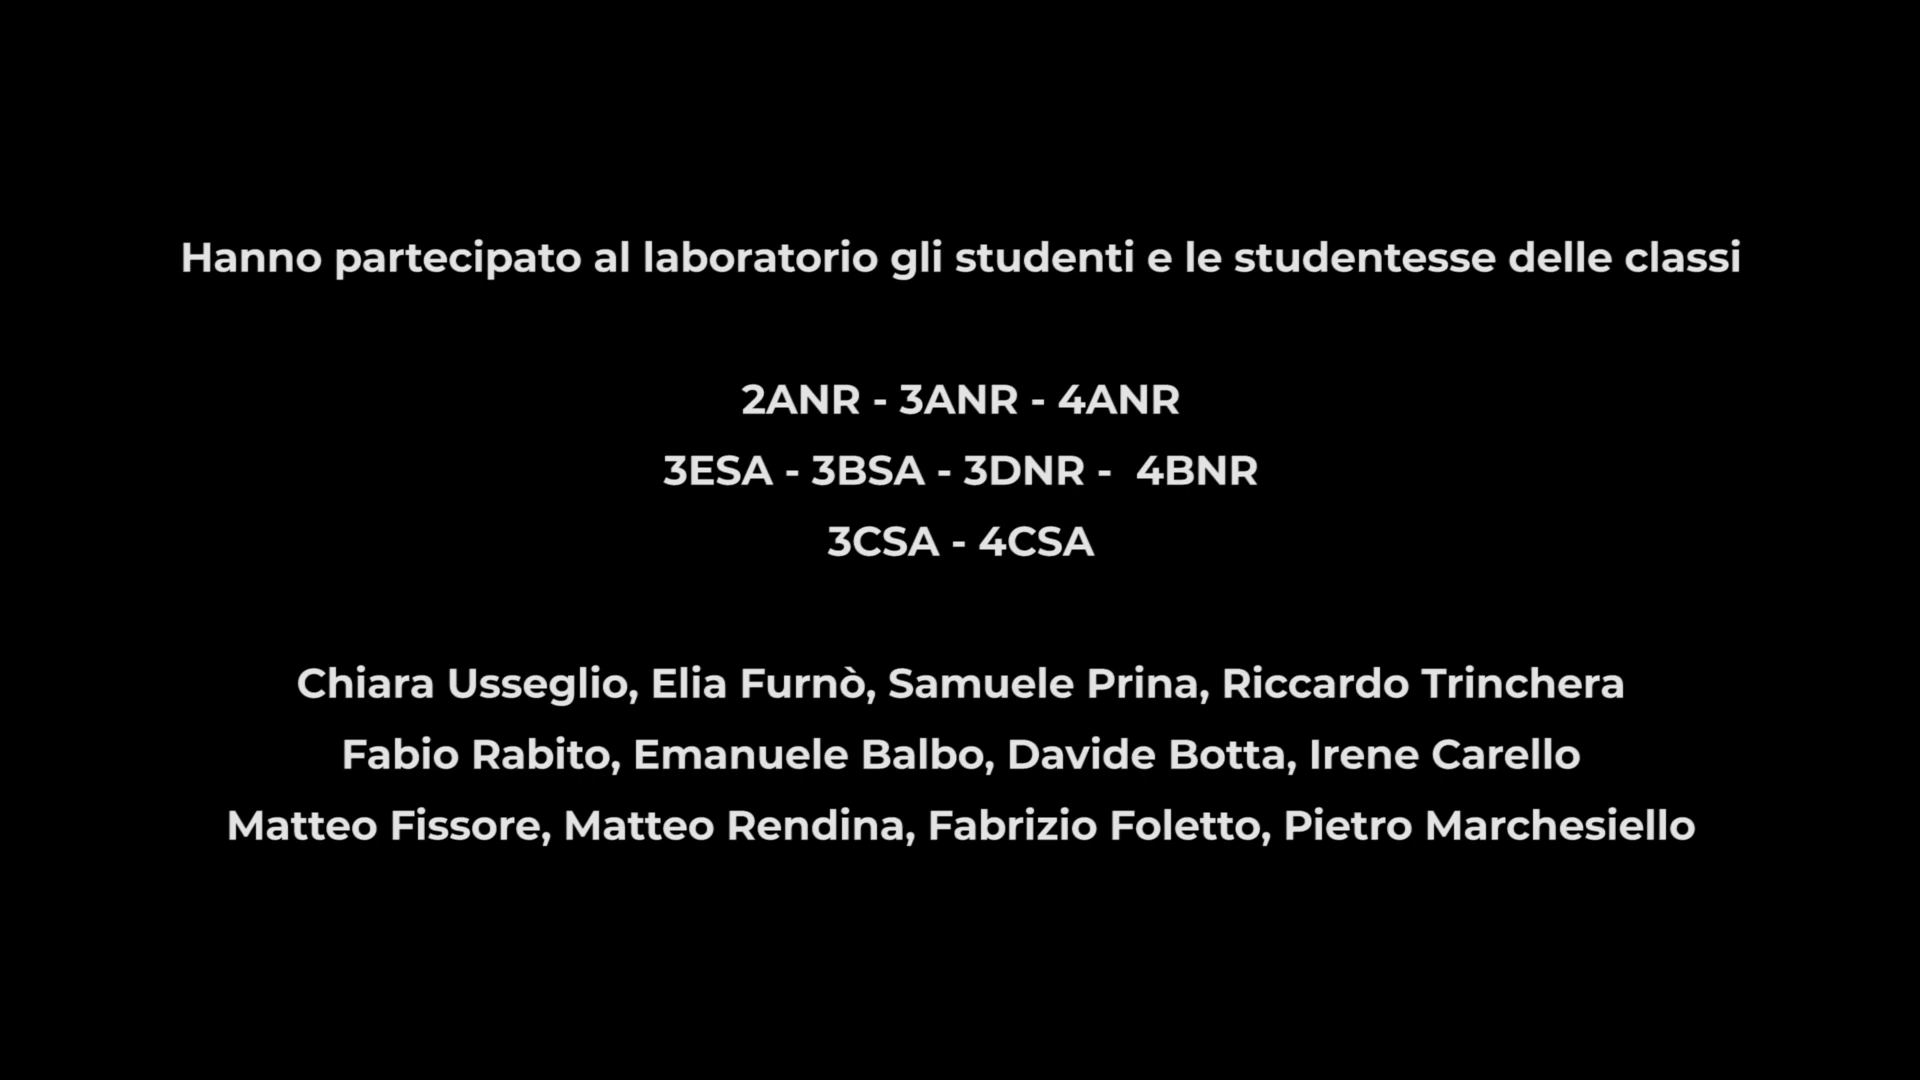 Hanno partecipato al laboratorio gli studenti e le studentesse delle classi
2ANR - 3ANR - 4ANR
3ESA - 3BSA - 3DNR -  4BNR
3CSA - 4CSA
Chiara Usseglio, Elia Furnò, Samuele Prina, Riccardo Trinchera
Fabio Rabito, Emanuele Balbo, Davide Botta, Irene Carello
Matteo Fissore, Matteo Rendina, Fabrizio Foletto, Pietro Marchesiello